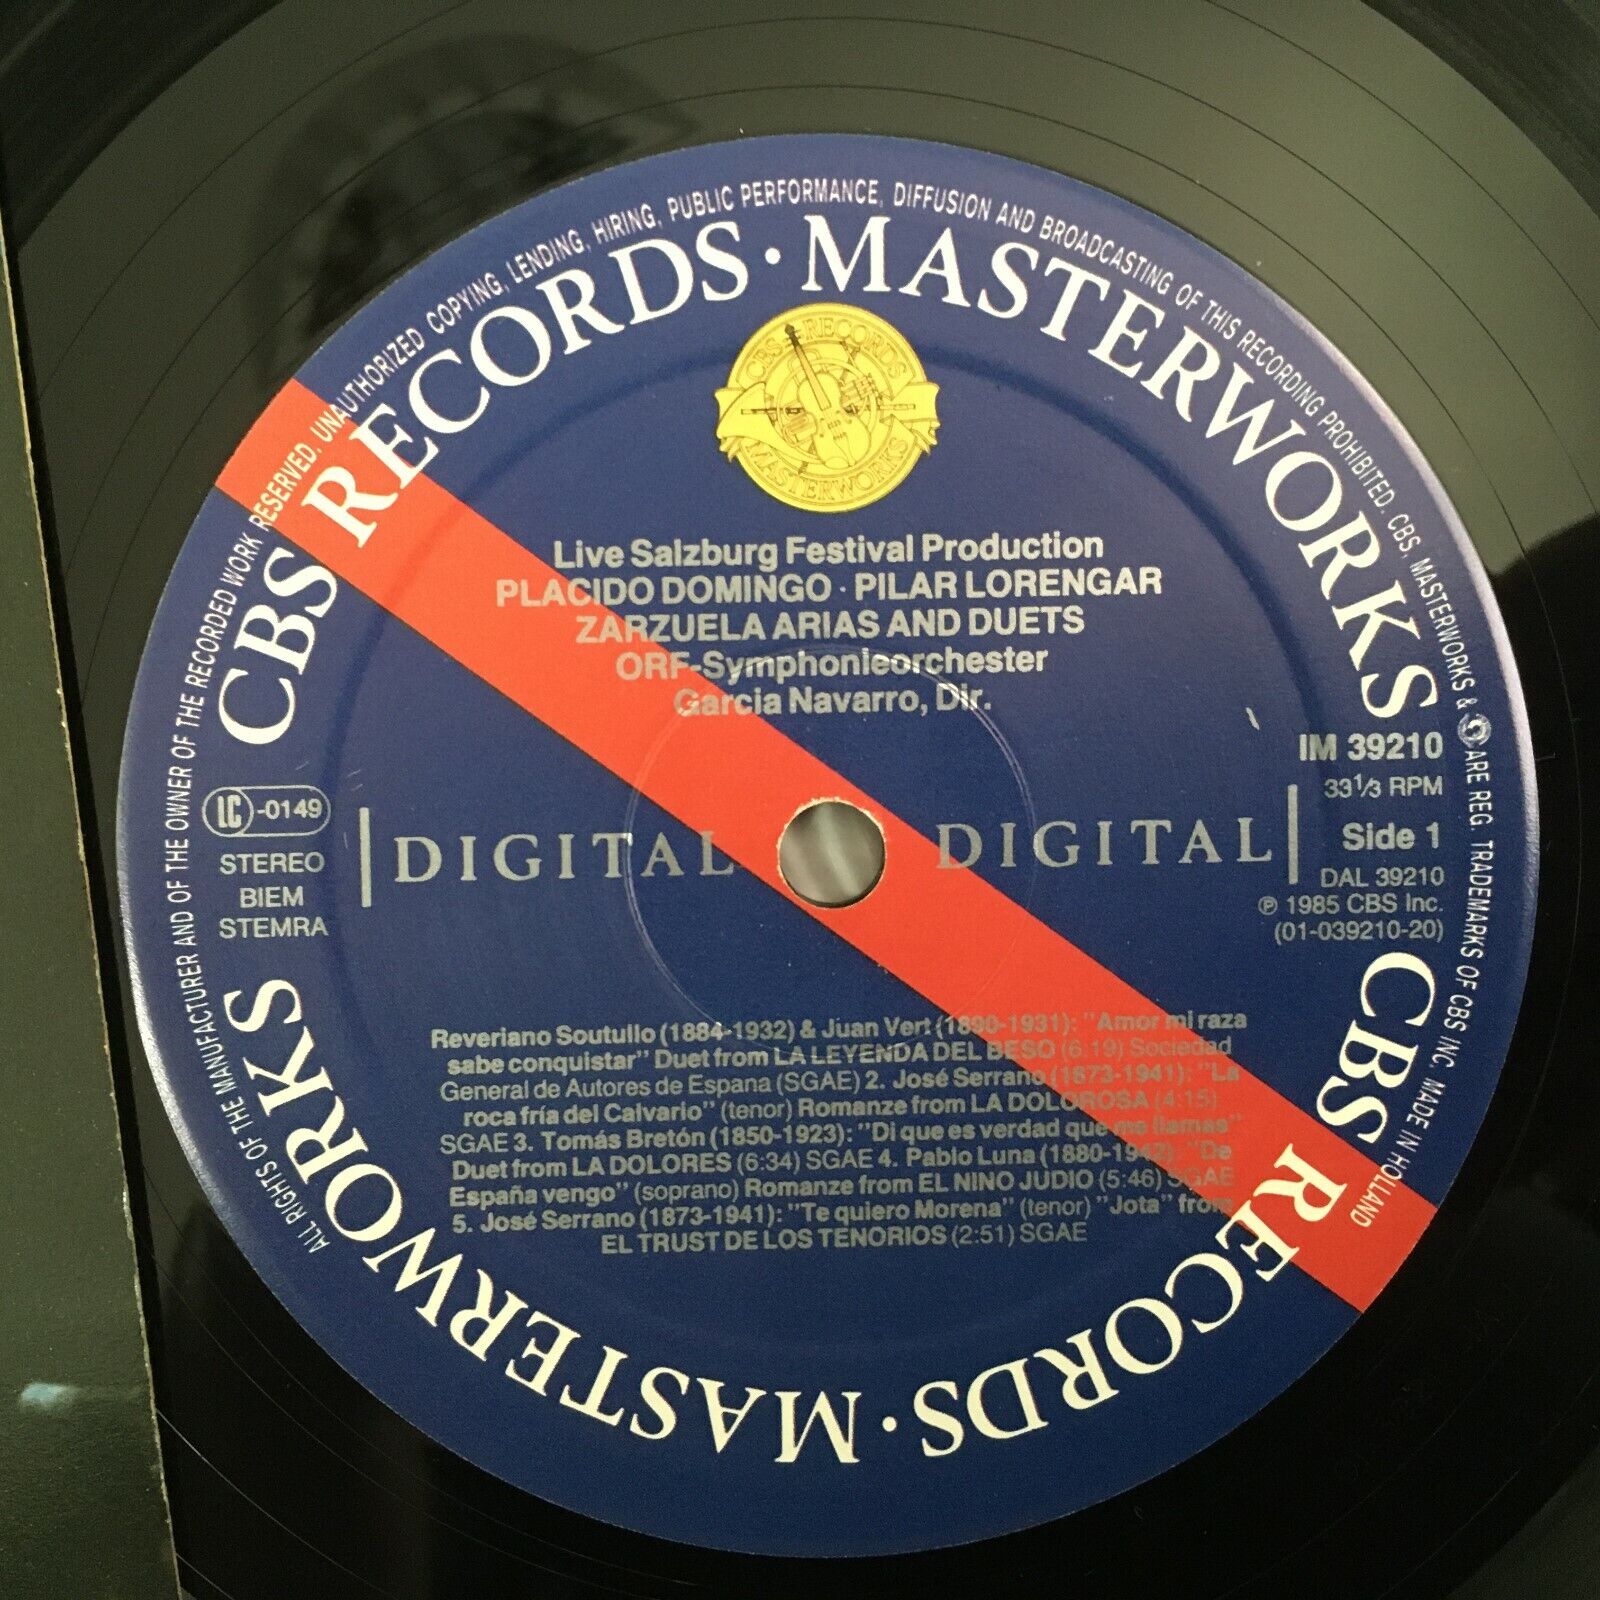 ALL RIGHTS OF THE MANUFACTURER AND OF THE OWNER OF THE RECORDED WORK RESERVED. UNAUTHORIZED COPYING, LENDING, HIRING, PUBLIC PERFORMANCE, DIFFUSION AND BROADCASTING OF THIS RECORDING PROHIBITED. CBS, MASTERWORKS & ARE REG. TRADEMARKS OF CBS INC. MADE IN HOLLAND
CBS RECORDS · MASTERWORKS
CBS RECORDS · MASTERWORKS
CBS RECORDS
MASTERWORKS
Live Salzburg Festival Production
PLACIDO DOMINGO · PILAR LORENGAR
ZARZUELA ARIAS AND DUETS
ORF-Symphonieorchester
Garcia Navarro, Dir.
IM 39210
33⅓ RPM
Side 1
DAL 39210
℗ 1985 CBS Inc.
(01-039210-20)
LC-0149
STEREO
BIEM
STEMRA
DIGITAL DIGITAL
Reveriano Soutullo (1884-1932) & Juan Vert (1890-1931): "Amor mi raza
sabe conquistar" Duet from LA LEYENDA DEL BESO (6:19) Sociedad
General de Autores de Espana (SGAE) 2. José Serrano (1873-1941): "La
roca fría del Calvario" (tenor) Romanze from LA DOLOROSA (4:15)
SGAE 3. Tomás Bretón (1850-1923): "Di que es verdad que me llamas"
Duet from LA DOLORES (6:34) SGAE 4. Pablo Luna (1880-1942): "De
España vengo" (soprano) Romanze from EL NINO JUDIO (5:46) SGAE
5. José Serrano (1873-1941): "Te quiero Morena" (tenor) "Jota" from
EL TRUST DE LOS TENORIOS (2:51) SGAE